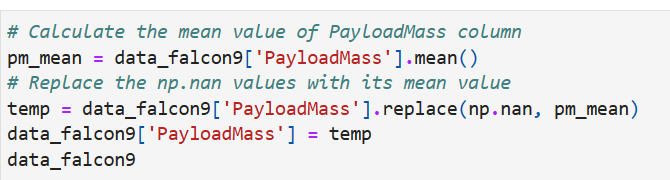 # Calculate the mean value of PayloadMass column
pm_mean = data_falcon9['PayloadMass'].mean()
# Replace the np.nan values with its mean value
temp = data_falcon9['PayloadMass'].replace(np.nan, pm_mean)
data_falcon9['PayloadMass'] = temp
data_falcon9